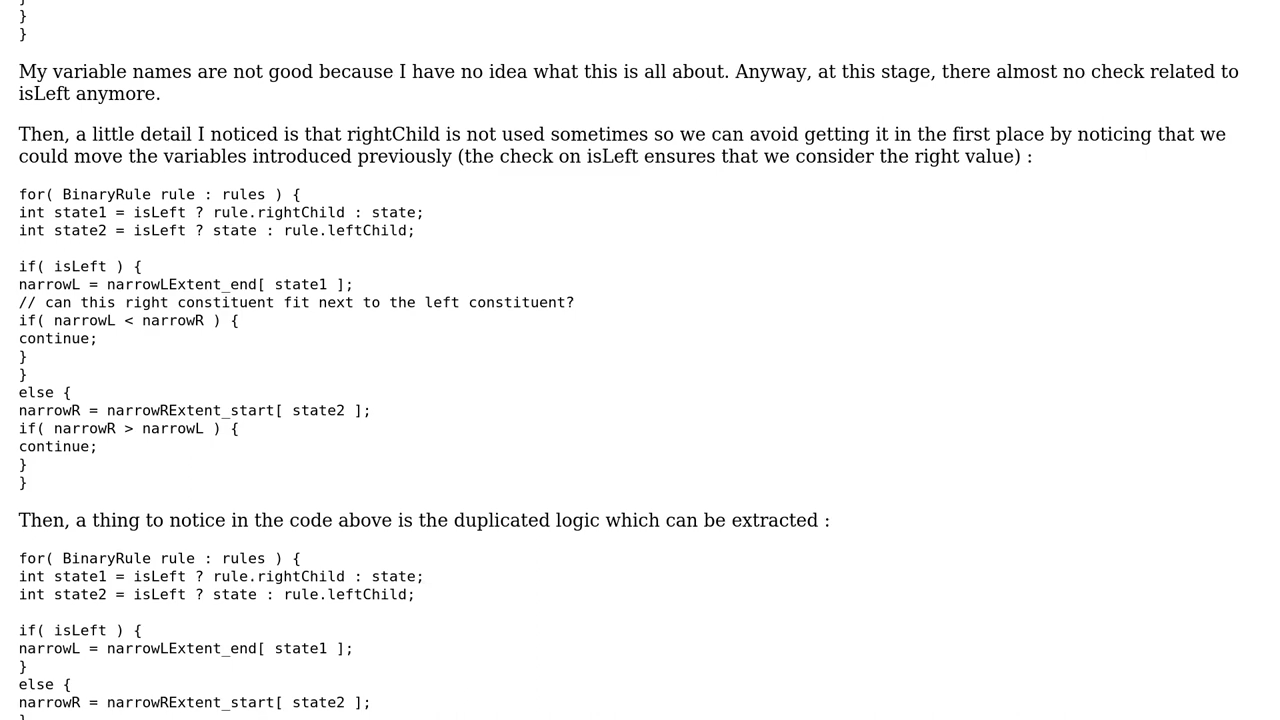 }
}
My variable names are not good because I have no idea what this is all about. Anyway, at this stage, there almost no check related to
isLeft anymore.
Then, a little detail I noticed is that rightChild is not used sometimes so we can avoid getting it in the first place by noticing that we
could move the variables introduced previously (the check on isLeft ensures that we consider the right value) :
for( BinaryRule rule : rules ) {
int state1 = isLeft ? rule.rightChild : state;
int state2 = isLeft ? state : rule.leftChild;
if( isLeft ) {
narrowL = narrowLExtent_end[ state1 ];
// can this right constituent fit next to the left constituent?
if( narrowL < narrowR ) {
continue;
}
}
else {
narrowR = narrowRExtent_start[ state2 ];
if( narrowR > narrowL ) {
continue;
}
}
Then, a thing to notice in the code above is the duplicated logic which can be extracted :
for( BinaryRule rule : rules ) {
int state1 = isLeft ? rule.rightChild : state;
int state2 = isLeft ? state : rule.leftChild;
if( isLeft ) {
narrowL = narrowLExtent_end[ state1 ];
}
else {
narrowR = narrowRExtent_start[ state2 ];
}